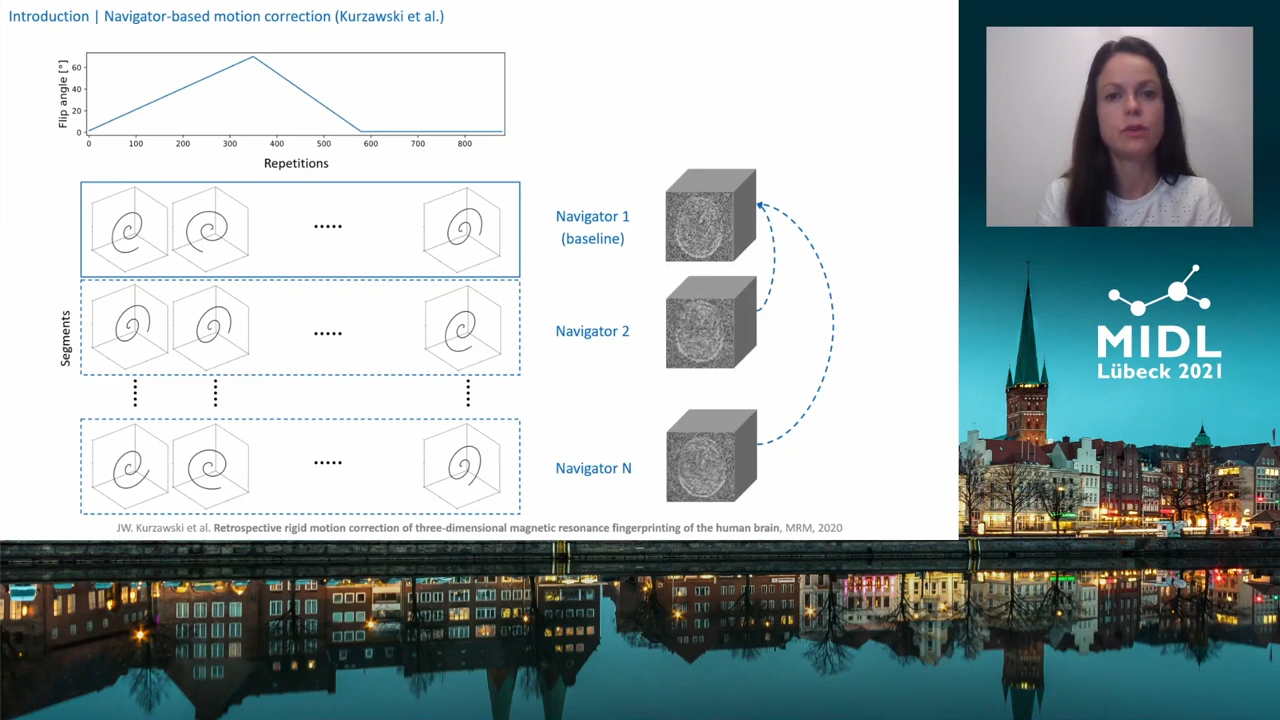 Introduction | Navigator-based motion correction (Kurzawski et al.)
Flip angle [°]
60
40
20
0
0 100 200 300 400 500 600 700 800
Repetitions
Segments
Navigator 1
(baseline)
Navigator 2
Navigator N
JW. Kurzawski et al. Retrospective rigid motion correction of three-dimensional magnetic resonance fingerprinting of the human brain, MRM, 2020
MIDL
Lübeck 2021